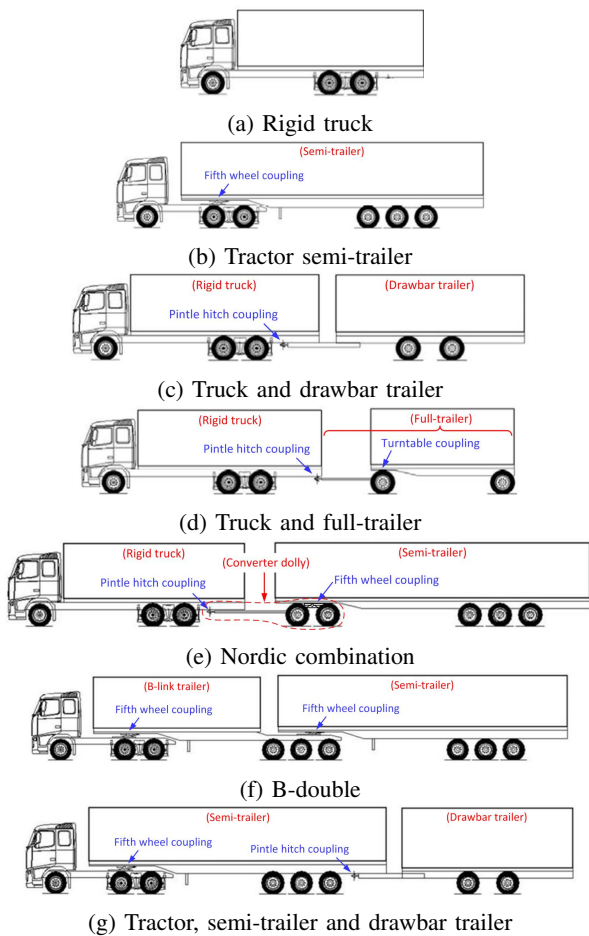 (a) Rigid truck
(Semi-trailer)
Fifth wheel coupling
(b) Tractor semi-trailer
(Rigid truck)
(Drawbar trailer)
Pintle hitch coupling
(c) Truck and drawbar trailer
(Rigid truck)
(Full-trailer)
Pintle hitch coupling
Turntable coupling
(d) Truck and full-trailer
(Rigid truck)
(Converter dolly)
(Semi-trailer)
Pintle hitch coupling
Fifth wheel coupling
(e) Nordic combination
(B-link trailer)
(Semi-trailer)
Fifth wheel coupling
Fifth wheel coupling
(f) B-double
(Semi-trailer)
(Drawbar trailer)
Fifth wheel coupling
Pintle hitch coupling
(g) Tractor, semi-trailer and drawbar trailer